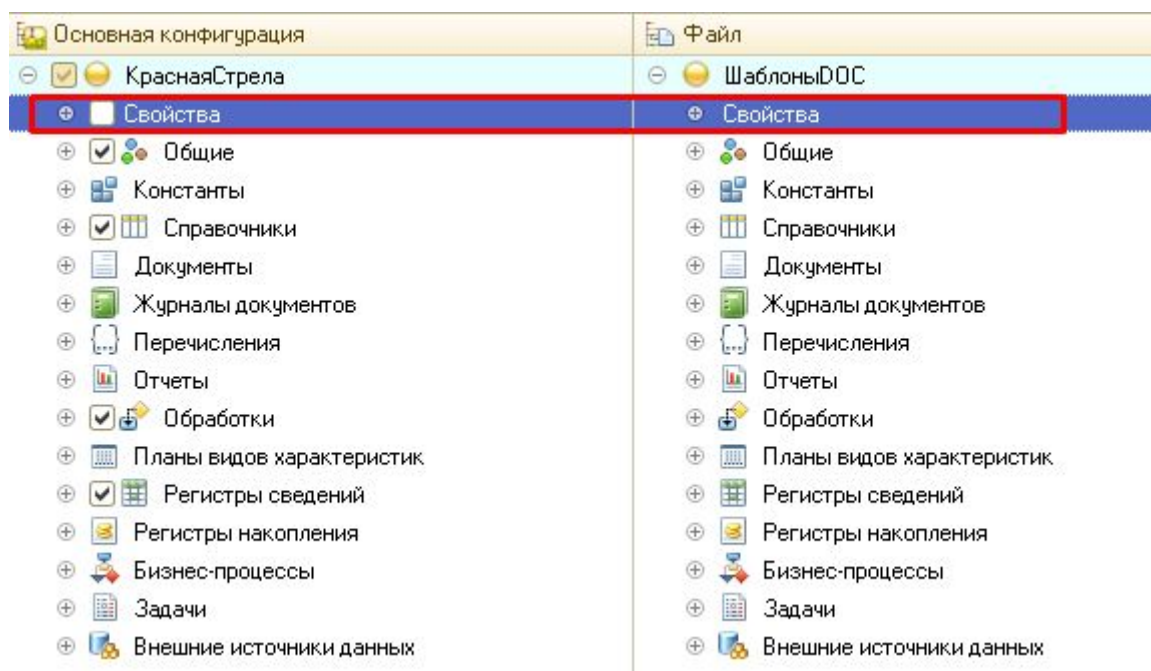 Основная конфигурация Файл
КраснаяСтрела ШаблоныDOC
Свойства Свойства
Общие Общие
Константы Константы
Справочники Справочники
Документы Документы
Журналы документов Журналы документов
Перечисления Перечисления
Отчеты Отчеты
Обработки Обработки
Планы видов характеристик Планы видов характеристик
Регистры сведений Регистры сведений
Регистры накопления Регистры накопления
Бизнес-процессы Бизнес-процессы
Задачи Задачи
Внешние источники данных Внешние источники данных